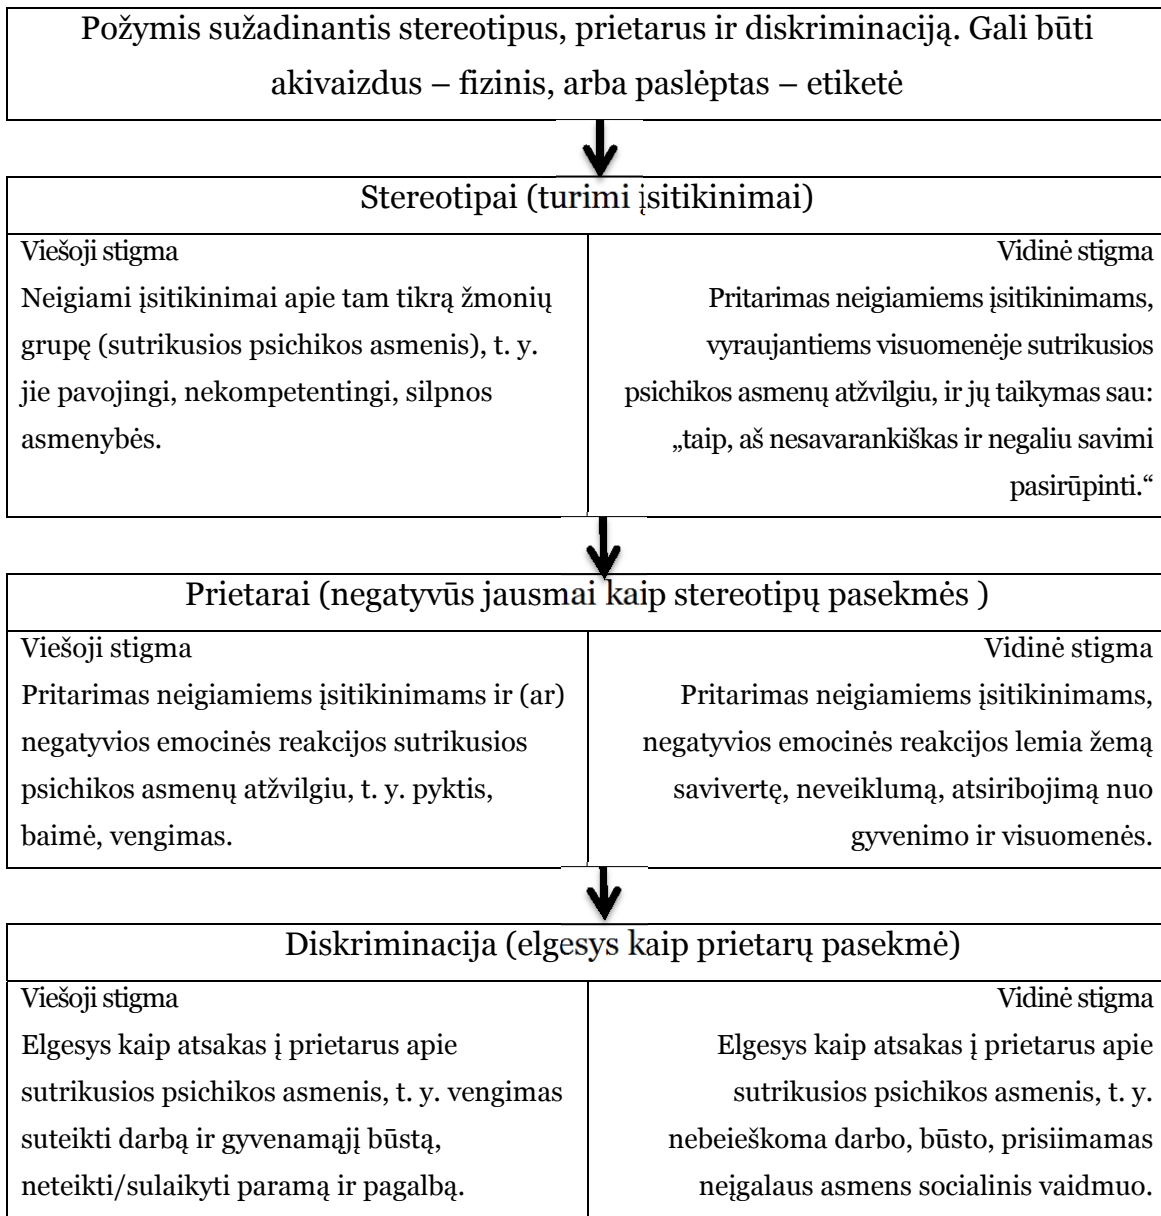 Požymis sužadinantis stereotipus, prietarus ir diskriminaciją. Gali būti
akivaizdus – fizinis, arba paslėptas – etiketė
Stereotipai (turimi įsitikinimai)
Viešoji stigma
Neigiami įsitikinimai apie tam tikrą žmonių
grupę (sutrikusios psichikos asmenis), t. y.
jie pavojingi, nekompetentingi, silpnos
asmenybės.
Vidinė stigma
Pritarimas neigiamiems įsitikinimams,
vyraujantiems visuomenėje sutrikusios
psichikos asmenų atžvilgiu, ir jų taikymas sau:
„taip, aš nesavarankiškas ir negaliu savimi
pasirūpinti.“
Prietarai (negatyvūs jausmai kaip stereotipų pasekmės )
Viešoji stigma
Pritarimas neigiamiems įsitikinimams ir (ar)
negatyvios emocinės reakcijos sutrikusios
psichikos asmenų atžvilgiu, t. y. pyktis,
baimė, vengimas.
Vidinė stigma
Pritarimas neigiamiems įsitikinimams,
negatyvios emocinės reakcijos lemia žemą
savivertę, neveiklumą, atsiribojimą nuo
gyvenimo ir visuomenės.
Diskriminacija (elgesys kaip prietarų pasekmė)
Viešoji stigma
Elgesys kaip atsakas į prietarus apie
sutrikusios psichikos asmenis, t. y. vengimas
suteikti darbą ir gyvenamąjį būstą,
neteikti/sulaikyti paramą ir pagalbą.
Vidinė stigma
Elgesys kaip atsakas į prietarus apie
sutrikusios psichikos asmenis, t. y.
nebeieškoma darbo, būsto, prisiimamas
neįgalaus asmens socialinis vaidmuo.